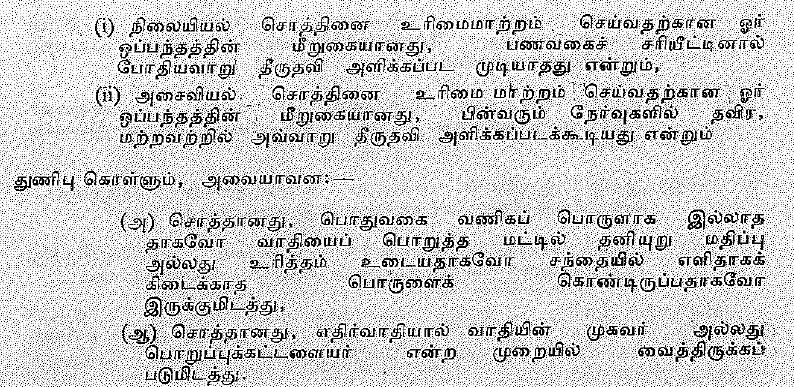 (i) நிலையியல் சொத்தினை உரிமைமாற்றம் செய்வதற்கான ஓர்
ஒப்பந்தத்தின் மீறுகையானது, பணவகைச் சரியீட்டினால்
போதியவாறு தீருதவி அளிக்கப்பட முடியாதது என்றும்,
(ii) அசைவியல் சொத்தினை உரிமை மாற்றம் செய்வதற்கான ஓர்
ஒப்பந்தத்தின் மீறுகையானது, பின்வரும் நேர்வுகளில் தவிர,
மற்றவற்றில் அவ்வாறு தீருதவி அளிக்கப்படக்கூடியது என்றும்
துணிபு கொள்ளும், அவையாவன:—
(அ) சொத்தானது, பொதுவகை வணிகப் பொருளாக இல்லாத
தாகவோ வாதியைப் பொறுத்த மட்டில் தனியுறு மதிப்பு
அல்லது உரித்தம் உடையதாகவோ சந்தையில் எளிதாகக்
கிடைக்காத பொருளைக் கொண்டிருப்பதாகவோ
இருக்குமிடத்து,
(ஆ) சொத்தானது, எதிர்வாதியால் வாதியின் முகவர் அல்லது
பொறுப்புக்கட்டளையர் என்ற முறையில் வைத்திருக்கப்
படுமிடத்து.